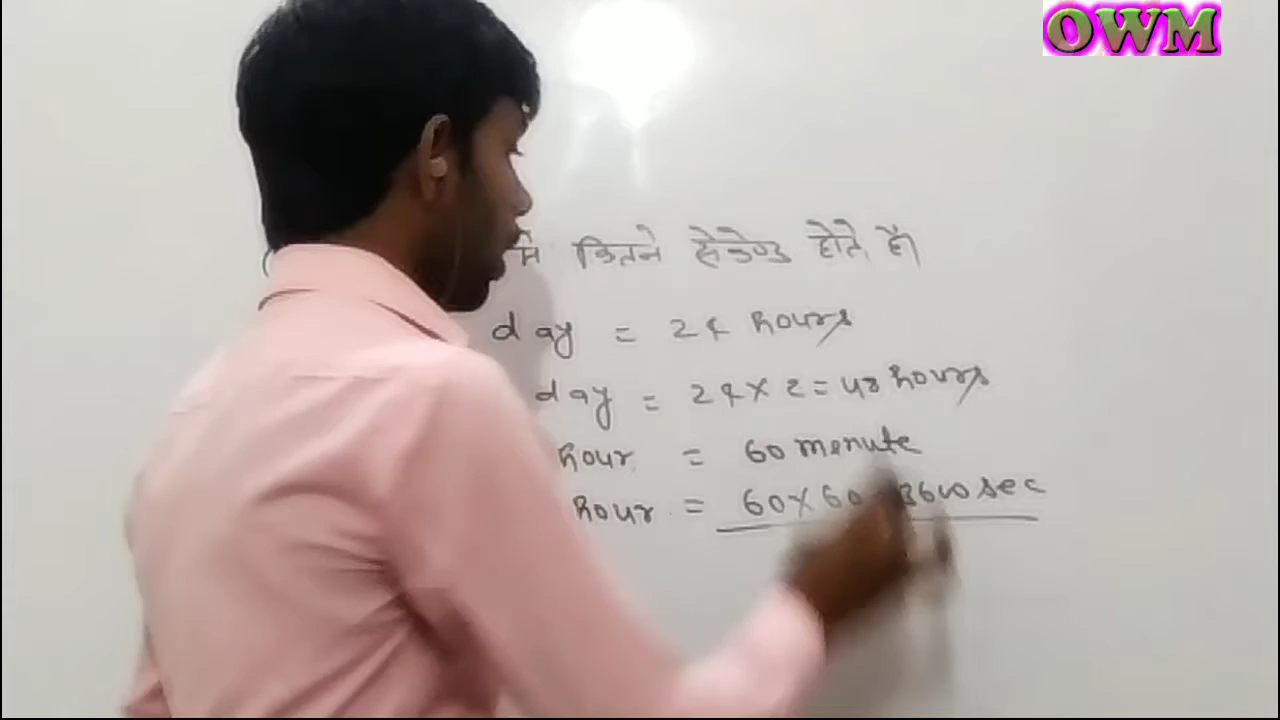 OWM
में कितने सेकेण्ड होते हैं।
day = 24 hours
day = 24 × 2 = 48 hours
hour = 60 menute
hour = 60 × 60 = 3600 sec